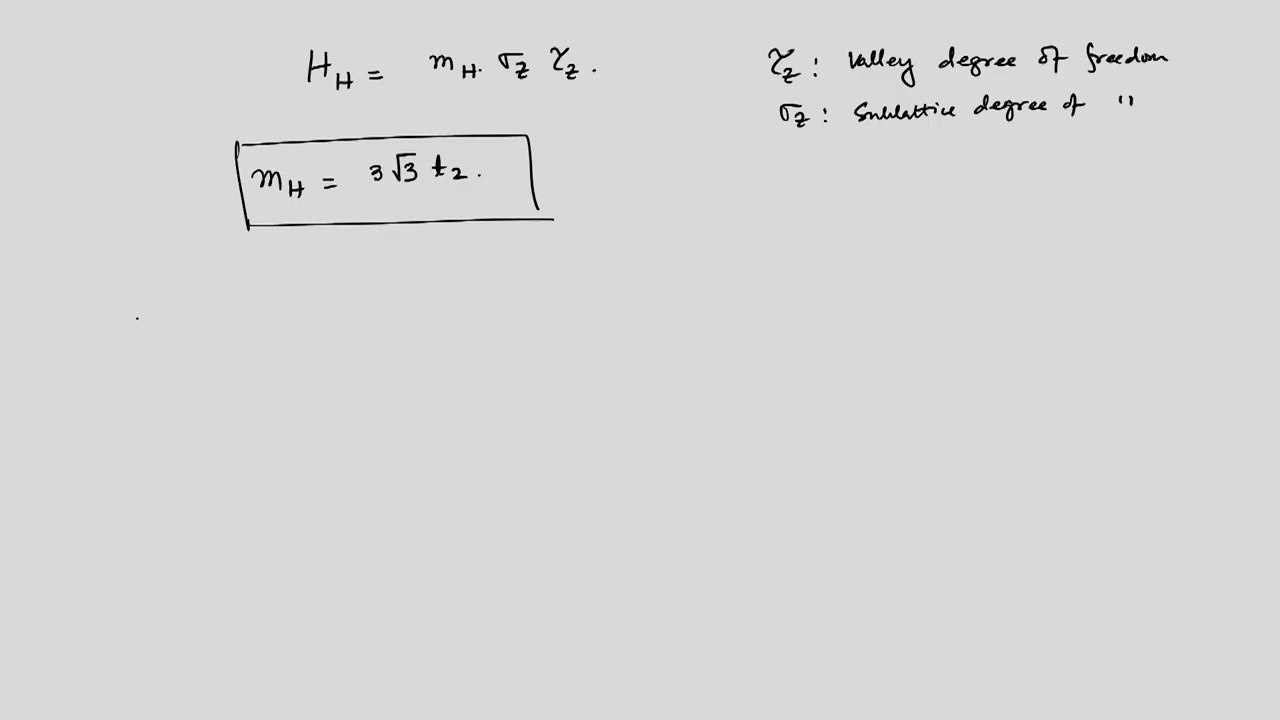 H_H = m_H. σ_z τ_z.
τ_z : Valley degree of freedom
σ_z : Sublattice degree of "
m_H = 3√3 t_2.